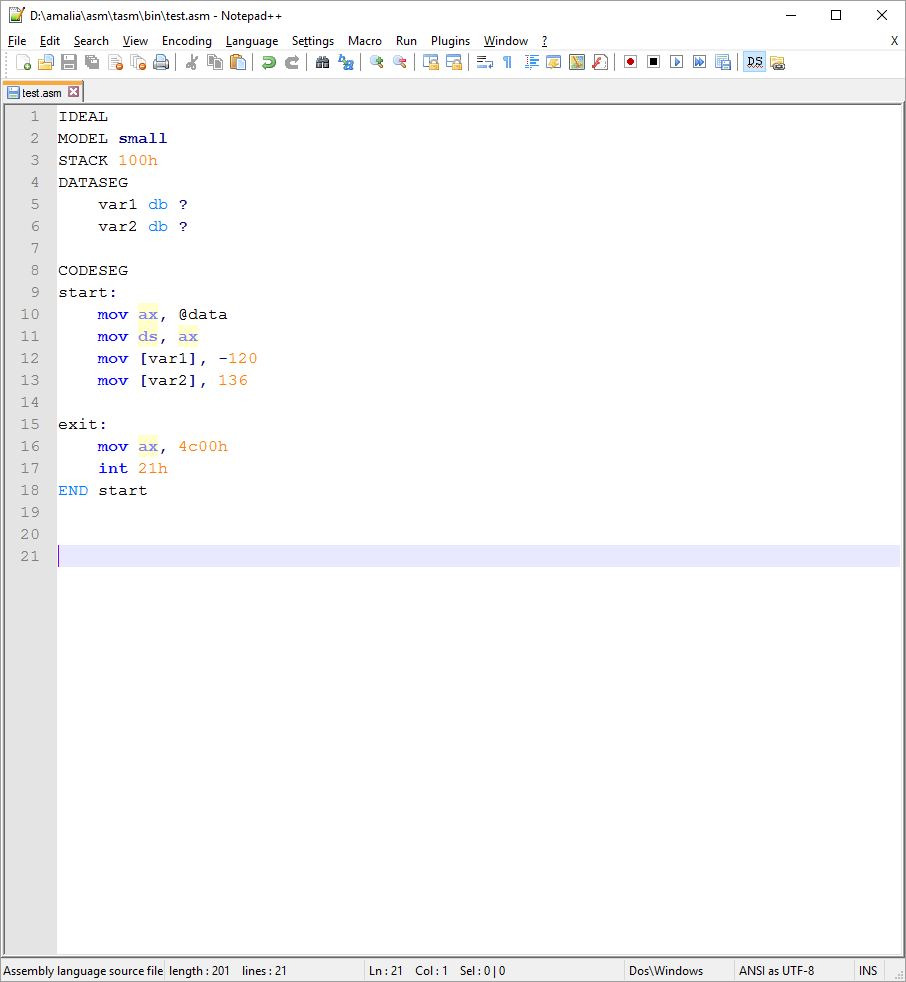 D:\amalia\asm\tasm\bin\test.asm - Notepad++
File Edit Search View Encoding Language Settings Macro Run Plugins Window ? X
DS
test.asm
1 IDEAL
2 MODEL small
3 STACK 100h
4 DATASEG
5 var1 db ?
6 var2 db ?
7
8 CODESEG
9 start:
10 mov ax, @data
11 mov ds, ax
12 mov [var1], -120
13 mov [var2], 136
14
15 exit:
16 mov ax, 4c00h
17 int 21h
18 END start
19
20
21
Assembly language source file length : 201 lines : 21 Ln : 21 Col : 1 Sel : 0 | 0 Dos\Windows ANSI as UTF-8 INS